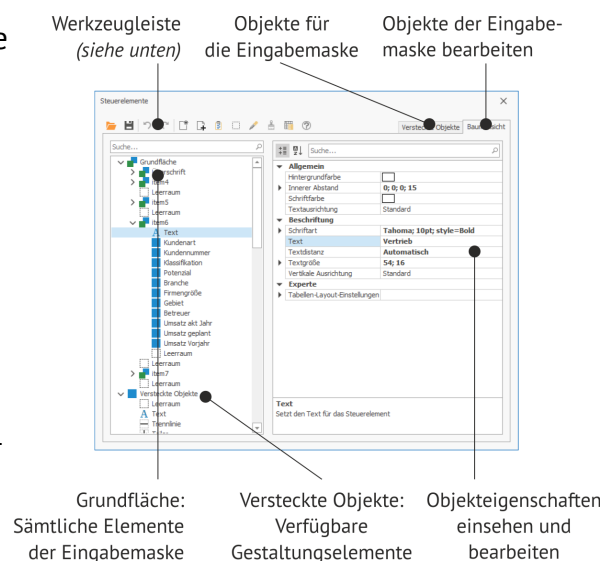 e
Werkzeugleiste
(siehe unten)
Objekte für
die Eingabemaske
Objekte der Eingabe-
maske bearbeiten
Steuerelemente
Versteckte Objekte
Suche...
Grundfläche
item4
Leerraum
item5
Leerraum
item6
A Text
Kundenart
Kundennummer
Klassifikation
Potenzial
Branche
Firmengröße
Gebiet
Betreuer
Umsatz akt Jahr
Umsatz geplant
Umsatz Vorjahr
Leerraum
Leerraum
item7
Leerraum
Versteckte Objekte
Leerraum
A Text
Trennlinie
Suche...
Allgemein
Hintergrundfarbe
Innerer Abstand 0; 0; 0; 15
Schriftfarbe
Textausrichtung Standard
Beschriftung
Schriftart Tahoma; 10pt; style=Bold
Text Vertrieb
Textdistanz Automatisch
Textgröße 54; 16
Vertikale Ausrichtung Standard
Experte
Tabellen-Layout-Einstellungen
Text
Setzt den Text für das Steuerelement
Grundfläche:
Sämtliche Elemente
der Eingabemaske
Versteckte Objekte:
Verfügbare
Gestaltungselemente
Objekteigenschaften
einsehen und
bearbeiten